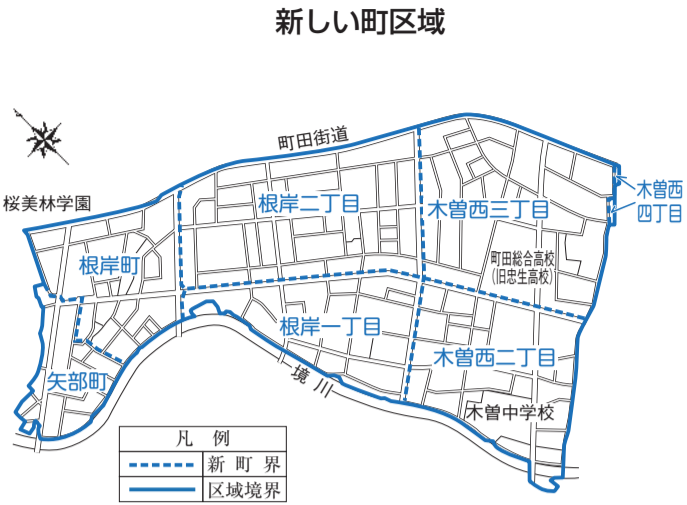 新しい町区域
町田街道
桜美林学園
木曽西
四丁目
根岸二丁目
木曽西三丁目
町田総合高校
(旧忠生高校)
根岸町
根岸一丁目
木曽西二丁目
矢部町
境川
木曽中学校
凡例
新町界
区域境界